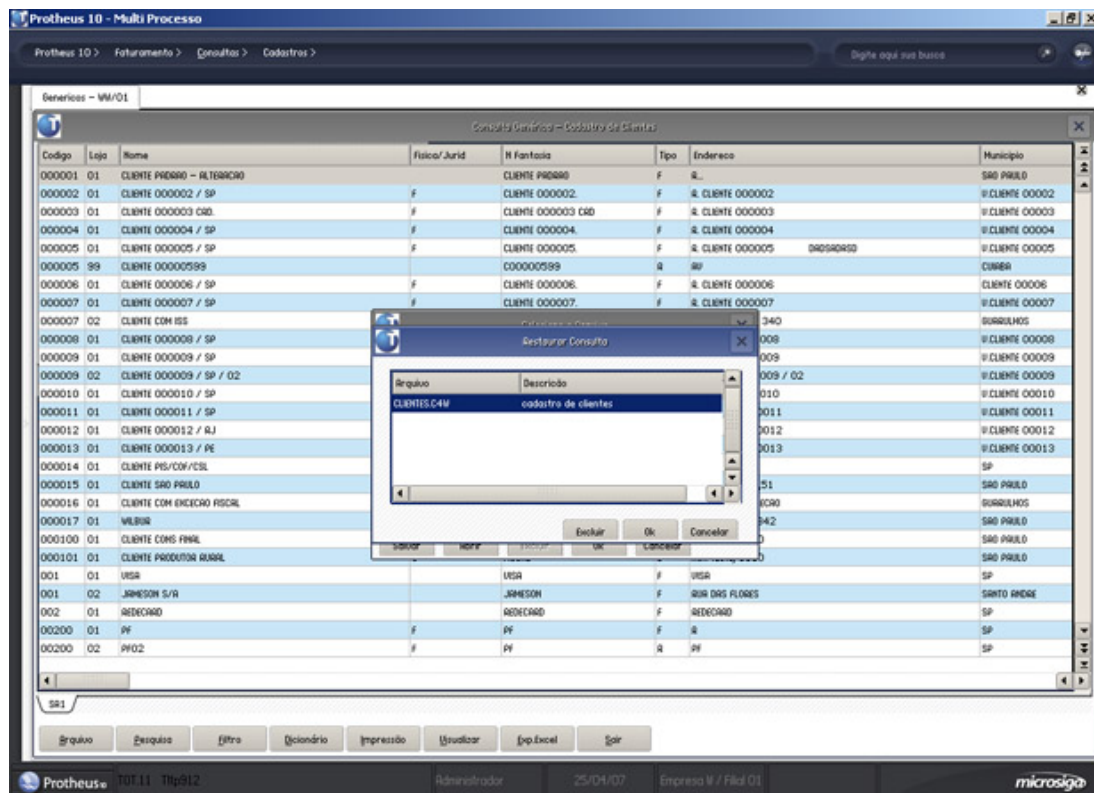 Protheus 10 - Multi Processo
Protheus 10 > Faturamento > Consultas > Cadastros > Digite aqui sua busca
Genericos - WW/01
Consulta Genérica - Cadastro de Clientes
Codigo Loja Nome Fisica/Jurid N Fantasia Tipo Endereco Municipio
000001 01 CLIENTE PADRAO - ALTERACAO CLIENTE PADRAO F R... SAO PAULO
000002 01 CLIENTE 000002 / SP F CLIENTE 000002. F R. CLIENTE 000002 V.CLIENTE 00002
000003 01 CLIENTE 000003 CAD. F CLIENTE 000003 CAD F R. CLIENTE 000003 V.CLIENTE 00003
000004 01 CLIENTE 000004 / SP F CLIENTE 000004. F R. CLIENTE 000004 V.CLIENTE 00004
000005 01 CLIENTE 000005 / SP F CLIENTE 000005. F R. CLIENTE 000005 DADSADASD V.CLIENTE 00005
000005 99 CLIENTE 00000599 C00000599 R AV CUIABA
000006 01 CLIENTE 000006 / SP F CLIENTE 000006. F R. CLIENTE 000006 CLIENTE 00006
000007 01 CLIENTE 000007 / SP F CLIENTE 000007. F R. CLIENTE 000007 V.CLIENTE 00007
000007 02 CLIENTE COM ISS 340 GUARULHOS
000008 01 CLIENTE 000008 / SP 008 V.CLIENTE 00008
000009 01 CLIENTE 000009 / SP 009 V.CLIENTE 00009
000009 02 CLIENTE 000009 / SP / 02 009 / 02 V.CLIENTE 00009
000010 01 CLIENTE 000010 / SP 010 V.CLIENTE 00010
000011 01 CLIENTE 000011 / SP 0011 V.CLIENTE 00011
000012 01 CLIENTE 000012 / RJ 0012 V.CLIENTE 00012
000013 01 CLIENTE 000013 / PE 0013 V.CLIENTE 00013
000014 01 CLIENTE PIS/COF/CSL SP
000015 01 CLIENTE SAO PAULO 51 SAO PAULO
000016 01 CLIENTE COM EXCECAO FISCAL ECAO GUARULHOS
000017 01 WILBUR 342 SAO PAULO
000100 01 CLIENTE CONS FINAL SAO PAULO
000101 01 CLIENTE PRODUTOR RURAL SAO PAULO
001 01 VISA VISA F VISA SP
001 02 JAMESON S/A JAMESON F RUA DAS FLORES SANTO ANDRE
002 01 REDECARD REDECARD F REDECARD SP
00200 01 PF F PF F R SP
00200 02 PF02 F PF R PF SP
Restaurar Consulta
Arquivo Descricão
CLIENTES.C4W cadastro de clientes
Excluir Ok Cancelar
Salvar Abrir Excluir Ok Cancelar
SA1
Arquivo Pesquisa Filtro Dicionário Impressão Visualizar Exp.Excel Sair
Protheus TOT.11 TMp912 Administrador 25/04/07 Empresa W / Filial 01 microsiga